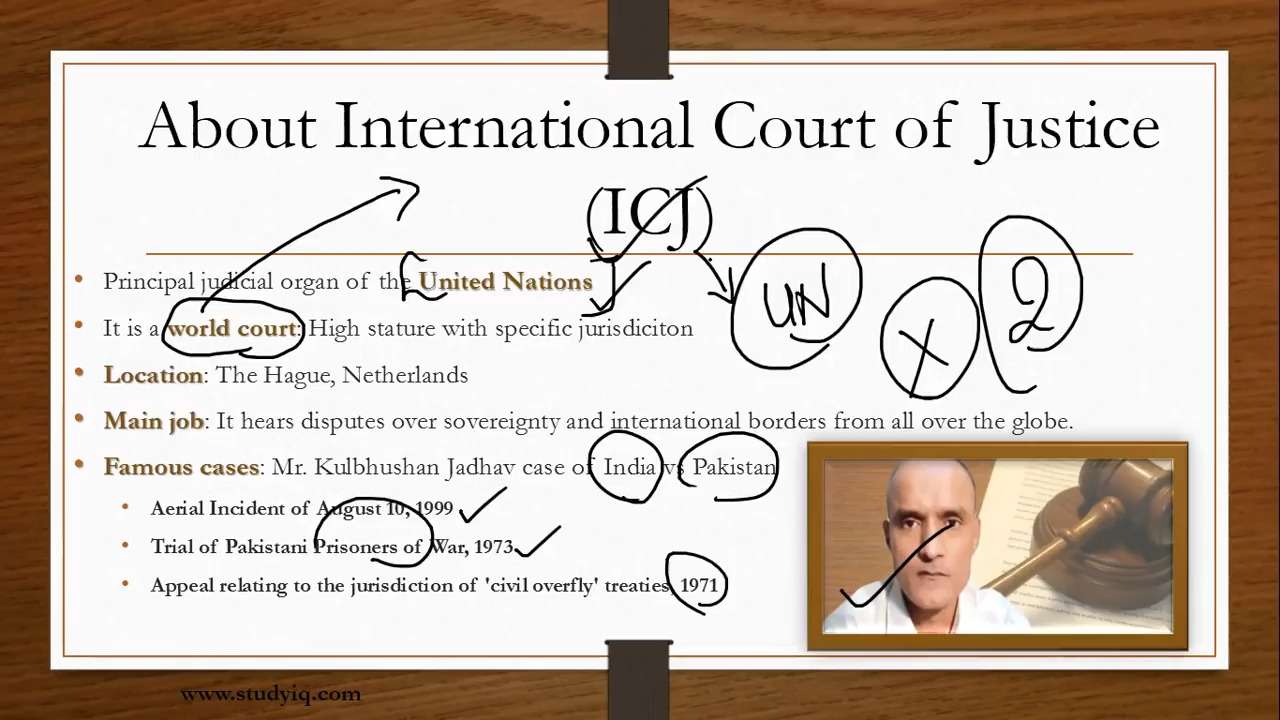 About International Court of Justice
(ICJ)
• Principal judicial organ of the United Nations
• It is a world court: High stature with specific jurisdiciton
• Location: The Hague, Netherlands
• Main job: It hears disputes over sovereignty and international borders from all over the globe.
• Famous cases: Mr. Kulbhushan Jadhav case of India vs Pakistan
• Aerial Incident of August 10, 1999
• Trial of Pakistani Prisoners of War, 1973
• Appeal relating to the jurisdiction of 'civil overfly' treaties, 1971
UN
X
2
www.studyiq.com